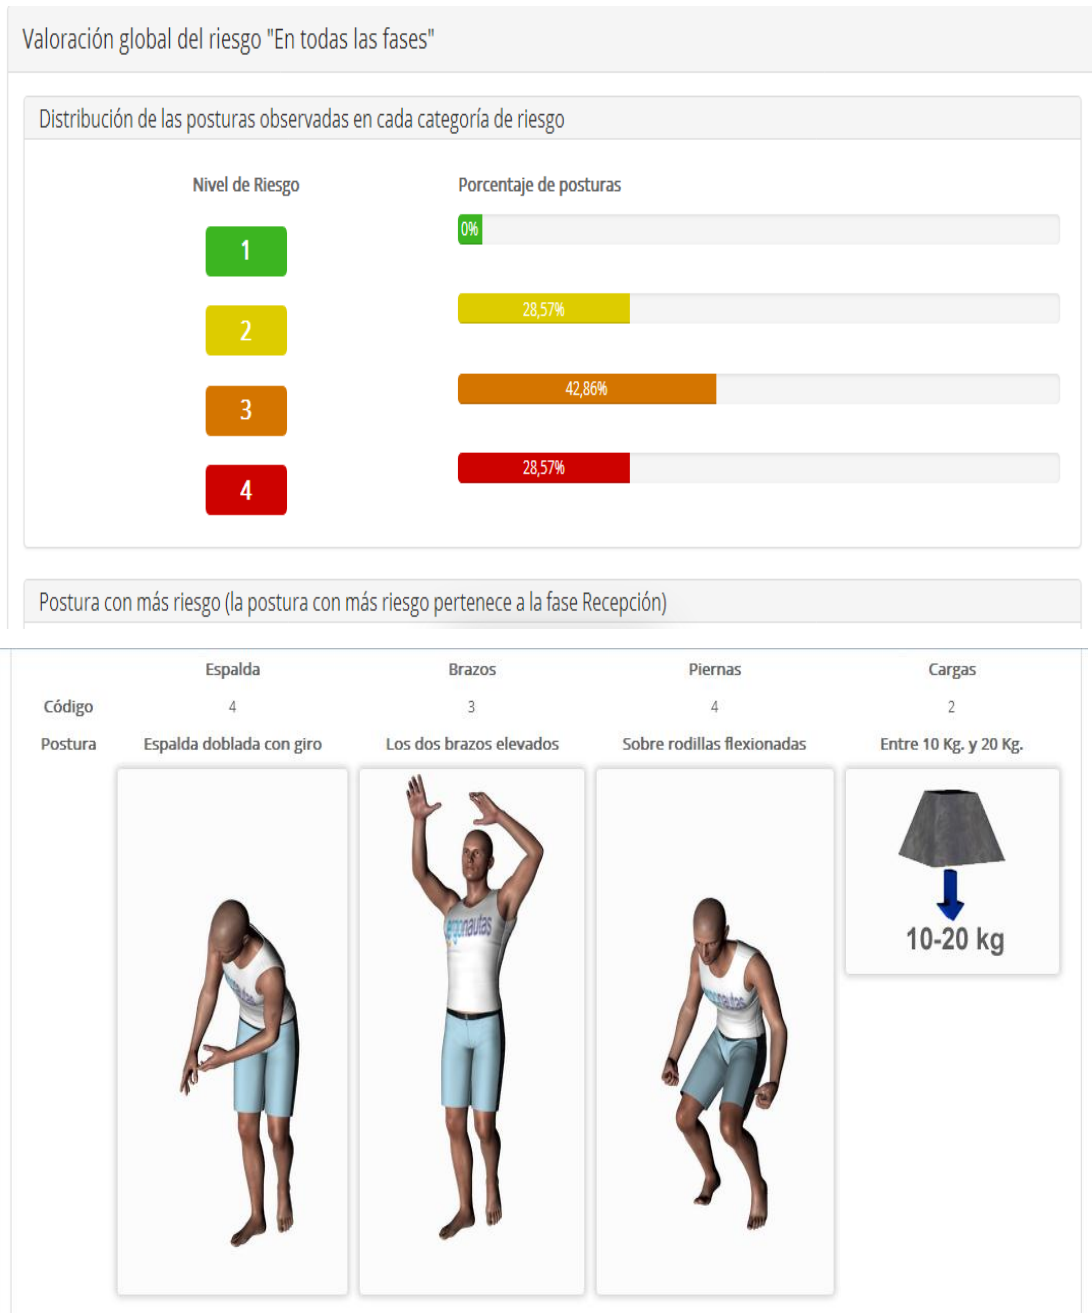 Valoración global del riesgo "En todas las fases"
Distribución de las posturas observadas en cada categoría de riesgo
Nivel de Riesgo Porcentaje de posturas
1 0%
2 28,57%
3 42,86%
4 28,57%
Postura con más riesgo (la postura con más riesgo pertenece a la fase Recepción)
Espalda Brazos Piernas Cargas
Código 4 3 4 2
Postura Espalda doblada con giro Los dos brazos elevados Sobre rodillas flexionadas Entre 10 Kg. y 20 Kg.
ergonautas
10-20 kg